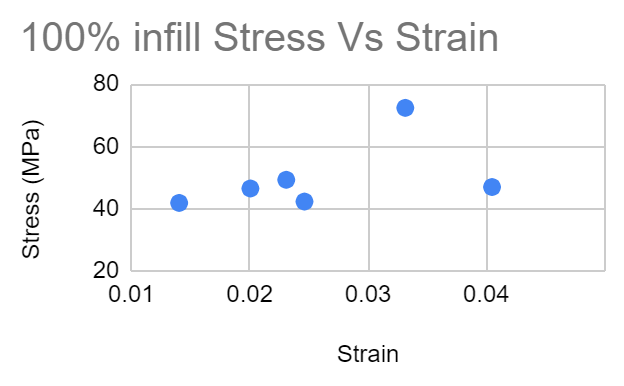 100% infill Stress Vs Strain
Stress (MPa)
80
60
40
20
0.01 0.02 0.03 0.04
Strain